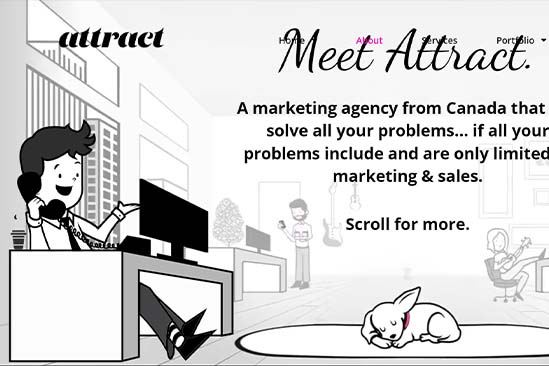 attract
Home About Services Portfolio
Meet Attract.
A marketing agency from Canada that
solve all your problems... if all your
problems include and are only limited
marketing & sales.
Scroll for more.